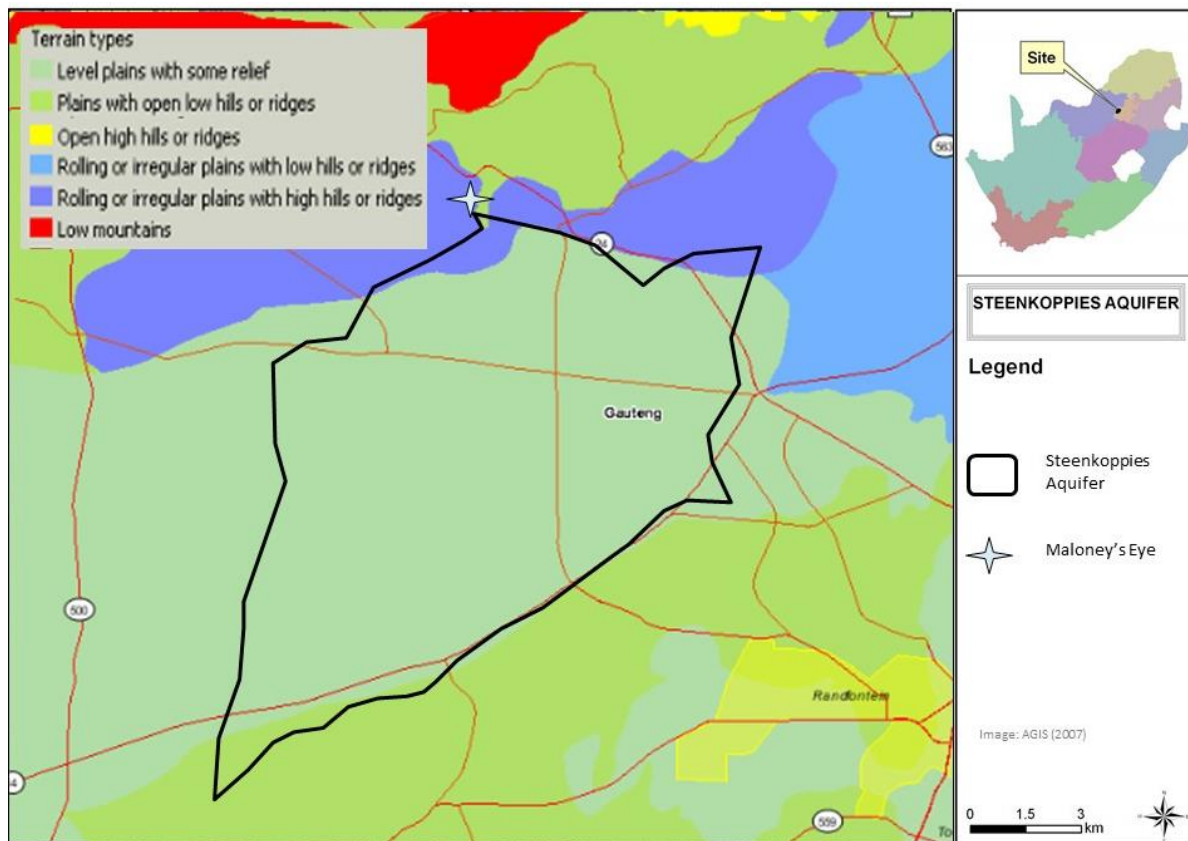 Terrain types
Level plains with some relief
Plains with open low hills or ridges
Open high hills or ridges
Rolling or irregular plains with low hills or ridges
Rolling or irregular plains with high hills or ridges
Low mountains
563
24
Gauteng
500
Randfontein
559
To
Site
STEENKOPPIES AQUIFER
Legend
Steenkoppies
Aquifer
Maloney's Eye
Image: AGIS (2007)
0 1.5 3
km